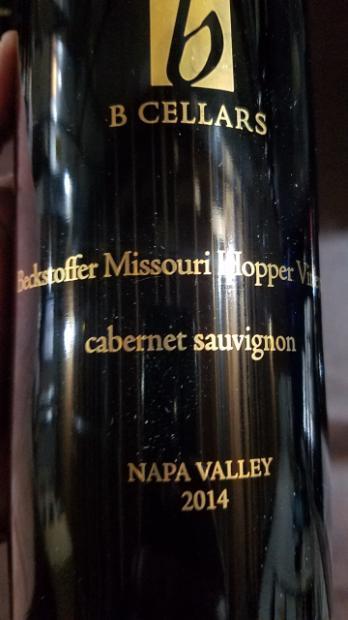 b
B CELLARS
Beckstoffer Missouri Hopper
cabernet sauvignon
NAPA VALLEY
2014